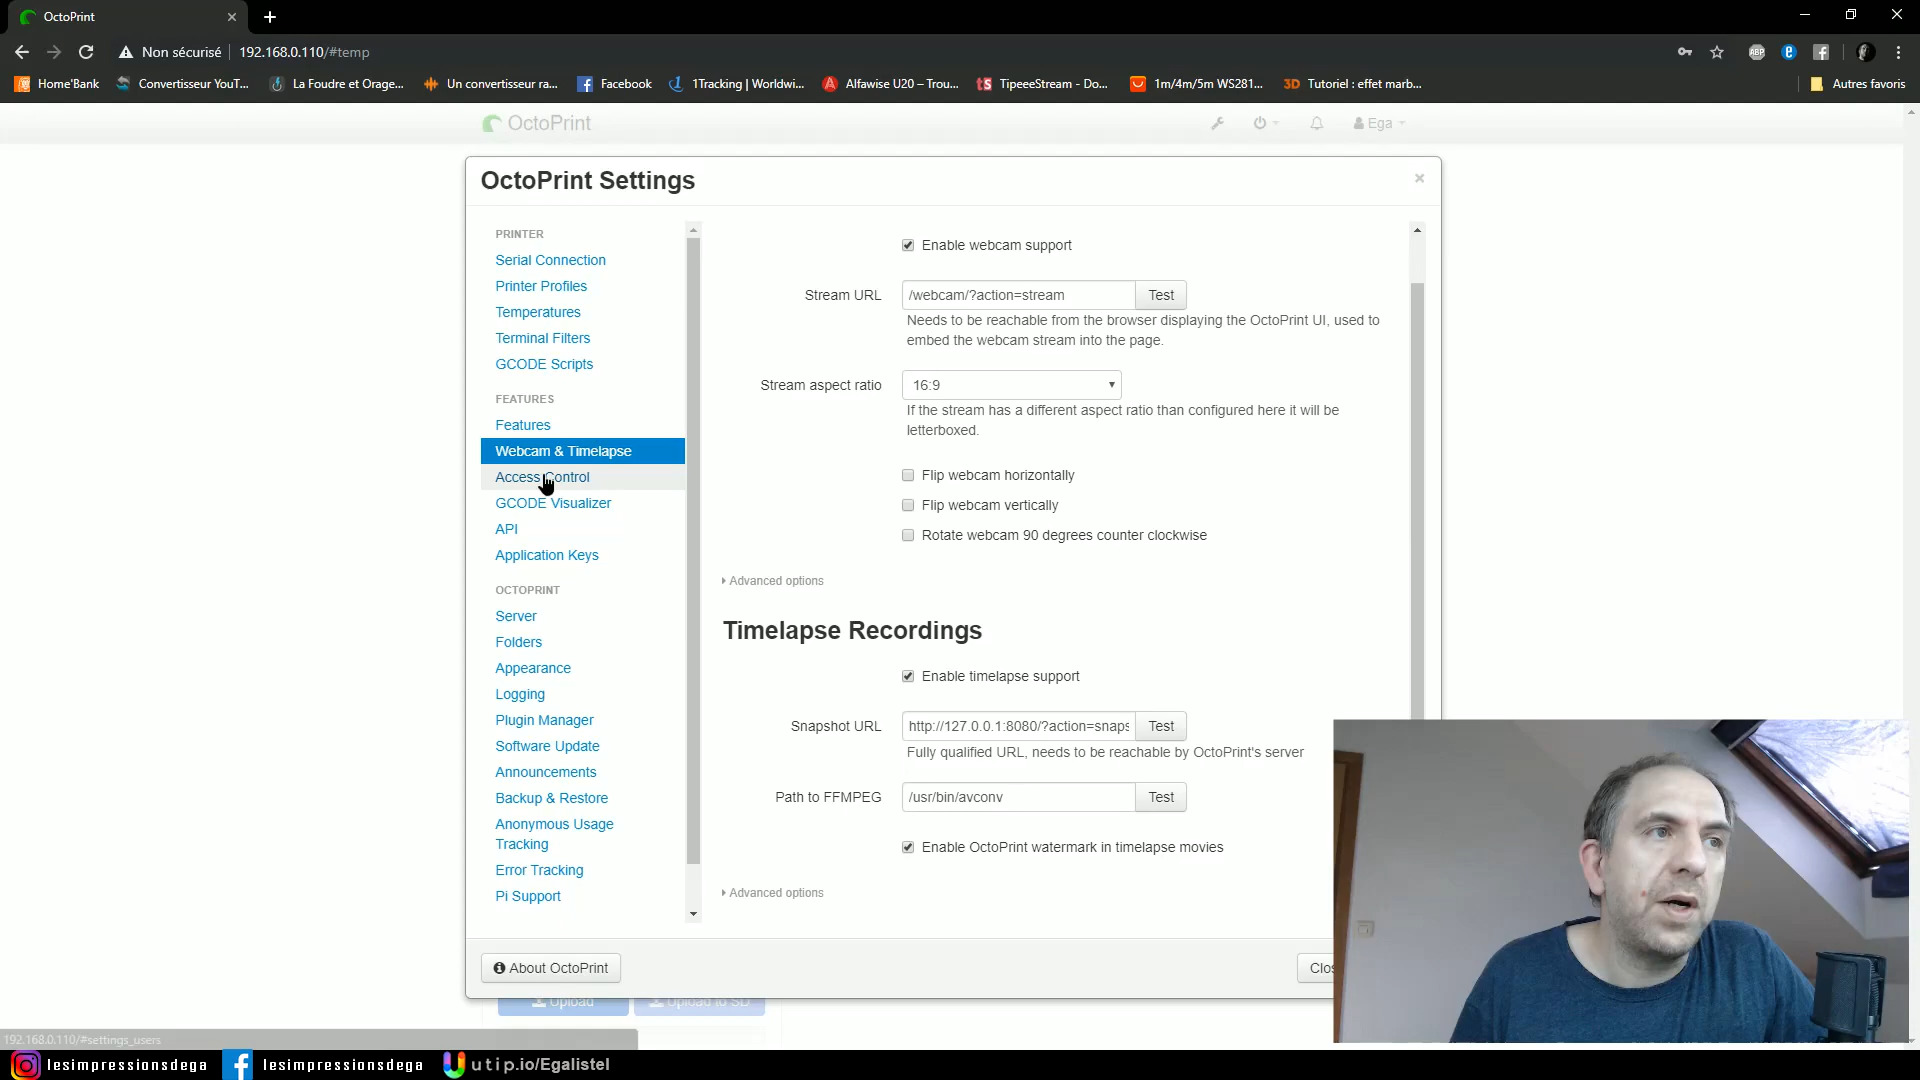 OctoPrint
Non sécurisé 192.168.0.110/#temp
ABP
Home'Bank
Convertisseur YouT...
La Foudre et Orage...
Un convertisseur ra...
Facebook
1Tracking | Worldwi...
Alfawise U20 – Trou...
TipeeeStream - Do...
1m/4m/5m WS281...
3D Tutoriel : effet marb...
Autres favoris
OctoPrint
Ega
OctoPrint Settings
×
PRINTER
Serial Connection
Printer Profiles
Temperatures
Terminal Filters
GCODE Scripts
FEATURES
Features
Webcam & Timelapse
Access Control
GCODE Visualizer
API
Application Keys
OCTOPRINT
Server
Folders
Appearance
Logging
Plugin Manager
Software Update
Announcements
Backup & Restore
Anonymous Usage
Tracking
Error Tracking
Pi Support
Enable webcam support
Stream URL /webcam/?action=stream Test
Needs to be reachable from the browser displaying the OctoPrint UI, used to
embed the webcam stream into the page.
Stream aspect ratio 16:9
If the stream has a different aspect ratio than configured here it will be
letterboxed.
Flip webcam horizontally
Flip webcam vertically
Rotate webcam 90 degrees counter clockwise
Advanced options
Timelapse Recordings
Enable timelapse support
Snapshot URL http://127.0.0.1:8080/?action=snaps Test
Fully qualified URL, needs to be reachable by OctoPrint's server
Path to FFMPEG /usr/bin/avconv Test
Enable OctoPrint watermark in timelapse movies
Advanced options
About OctoPrint
Clos
Upload
Upload to SD
192.168.0.110/#settings_users
lesimpressionsdega
lesimpressionsdega
utip.io/Egalistel